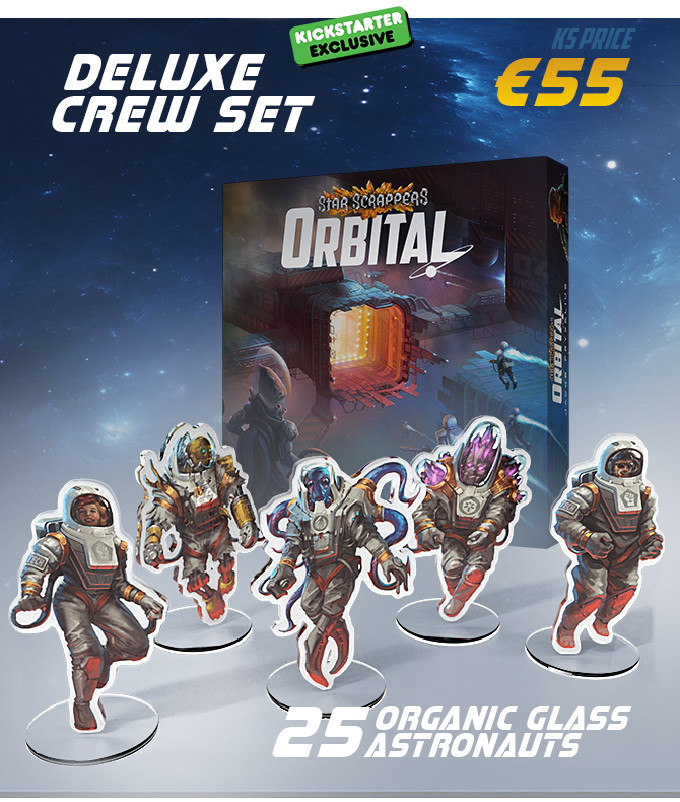 KICKSTARTER
EXCLUSIVE
KS PRICE
€55
DELUXE
CREW SET
STAR SCRAPPERS
ORBITAL
ORBITAL
25 ORGANIC GLASS
ASTRONAUTS